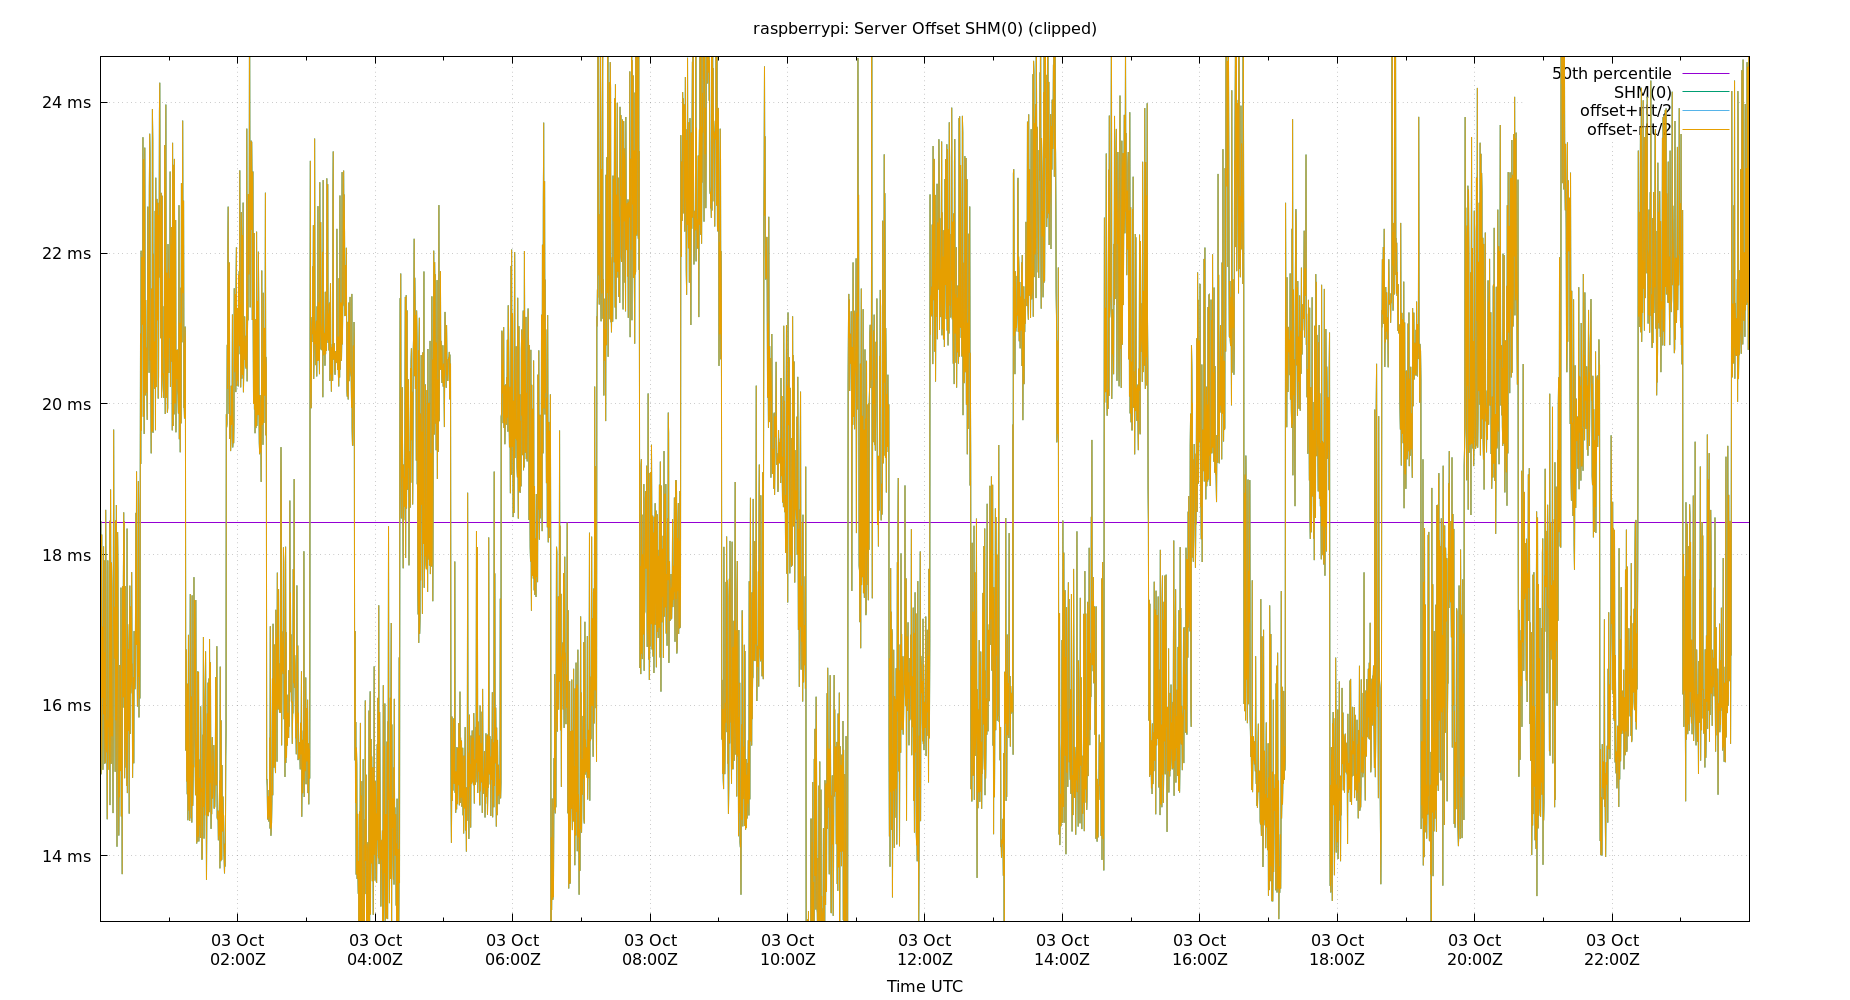 raspberrypi: Server Offset SHM(0) (clipped)
50th percentile
SHM(0)
offset+rtt/2
offset-rtt/2
24 ms
22 ms
20 ms
18 ms
16 ms
14 ms
03 Oct 03 Oct 03 Oct 03 Oct 03 Oct 03 Oct 03 Oct 03 Oct 03 Oct 03 Oct 03 Oct
02:00Z 04:00Z 06:00Z 08:00Z 10:00Z 12:00Z 14:00Z 16:00Z 18:00Z 20:00Z 22:00Z
Time UTC